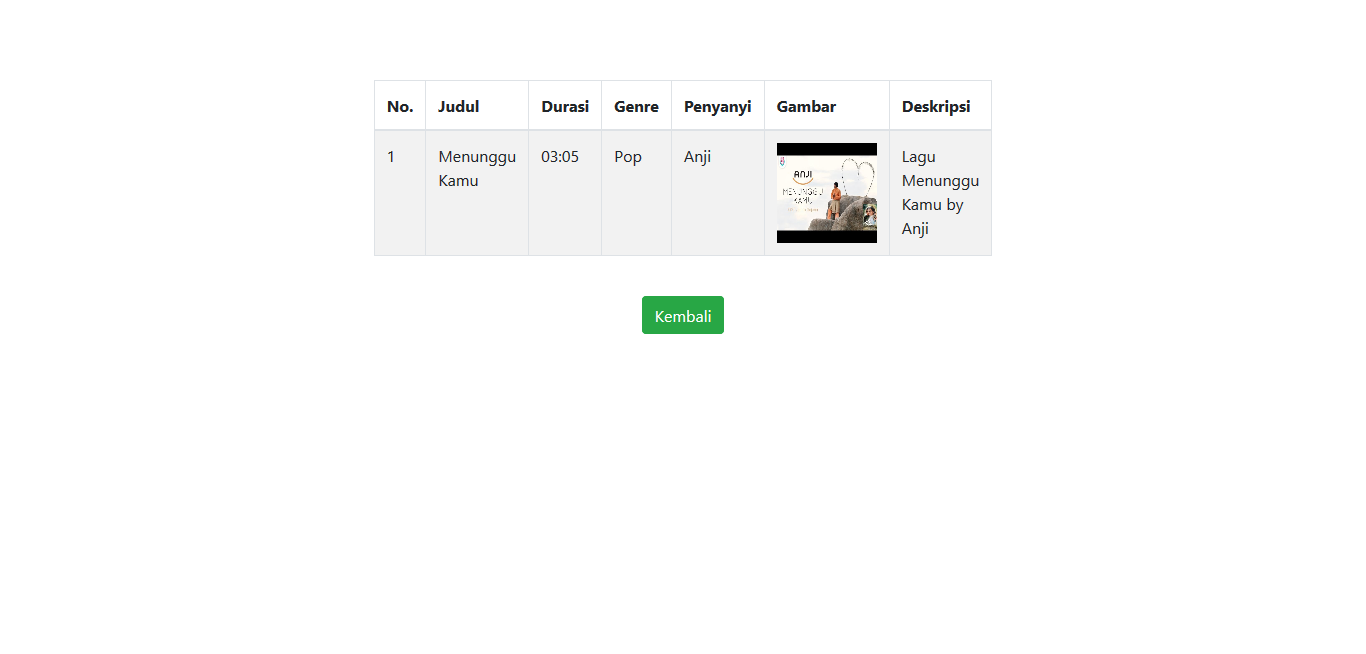 No. Judul Durasi Genre Penyanyi Gambar Deskripsi
1 Menunggu 03:05 Pop Anji Lagu
Kamu Menunggu
Kamu by
Anji
ANJI
MENUNGGU
KAMU
Kembali